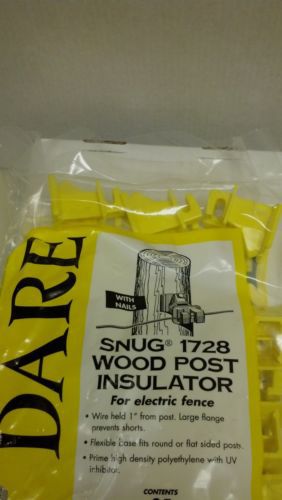 DARE
WITH
NAILS
SNUG® 1728
WOOD POST
INSULATOR
For electric fence
• Wire held 1" from post. Large flange
prevents shorts.
• Flexible base fits round or flat sided posts.
• Prime high density polyethylene with UV
inhibitor.
CONTENTS